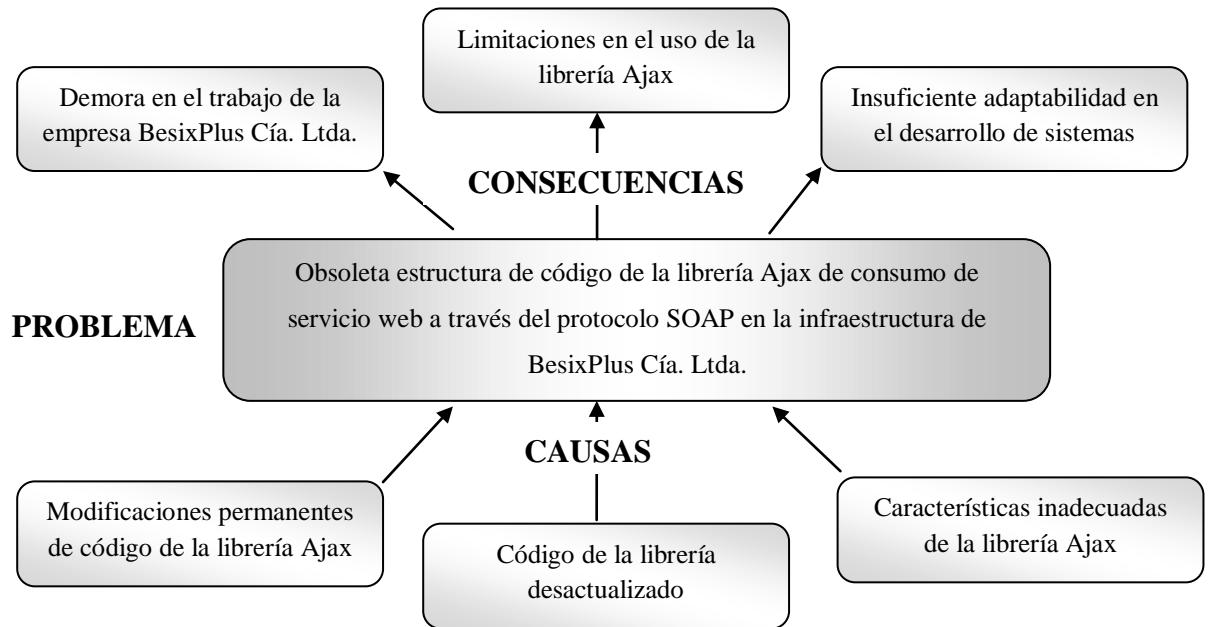 Limitaciones en el uso de la
librería Ajax
Demora en el trabajo de la
empresa BesixPlus Cía. Ltda.
Insuficiente adaptabilidad en
el desarrollo de sistemas
CONSECUENCIAS
PROBLEMA
Obsoleta estructura de código de la librería Ajax de consumo de
servicio web a través del protocolo SOAP en la infraestructura de
BesixPlus Cía. Ltda.
CAUSAS
Modificaciones permanentes
de código de la librería Ajax
Código de la librería
desactualizado
Características inadecuadas
de la librería Ajax